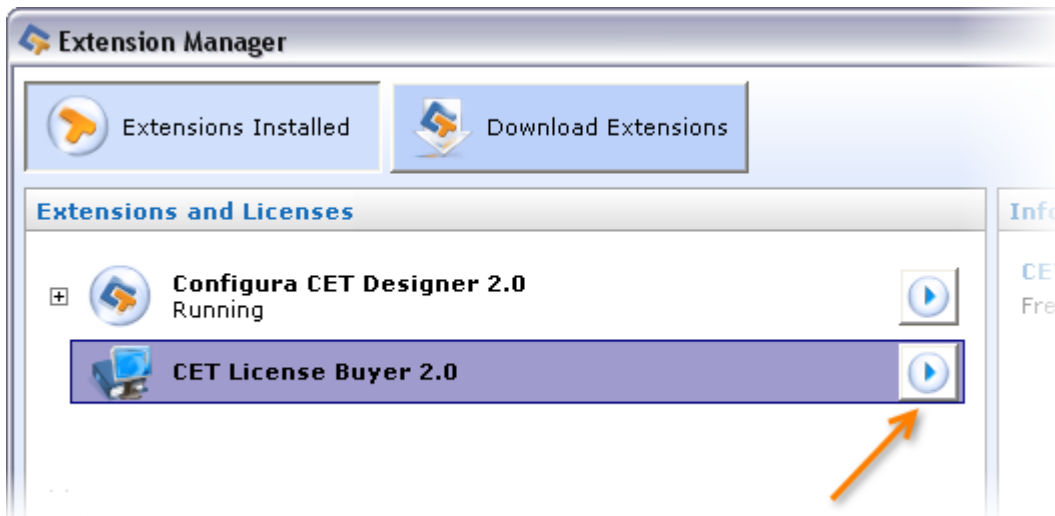 Extension Manager
Extensions Installed
Download Extensions
Extensions and Licenses
Configura CET Designer 2.0
Running
CET License Buyer 2.0